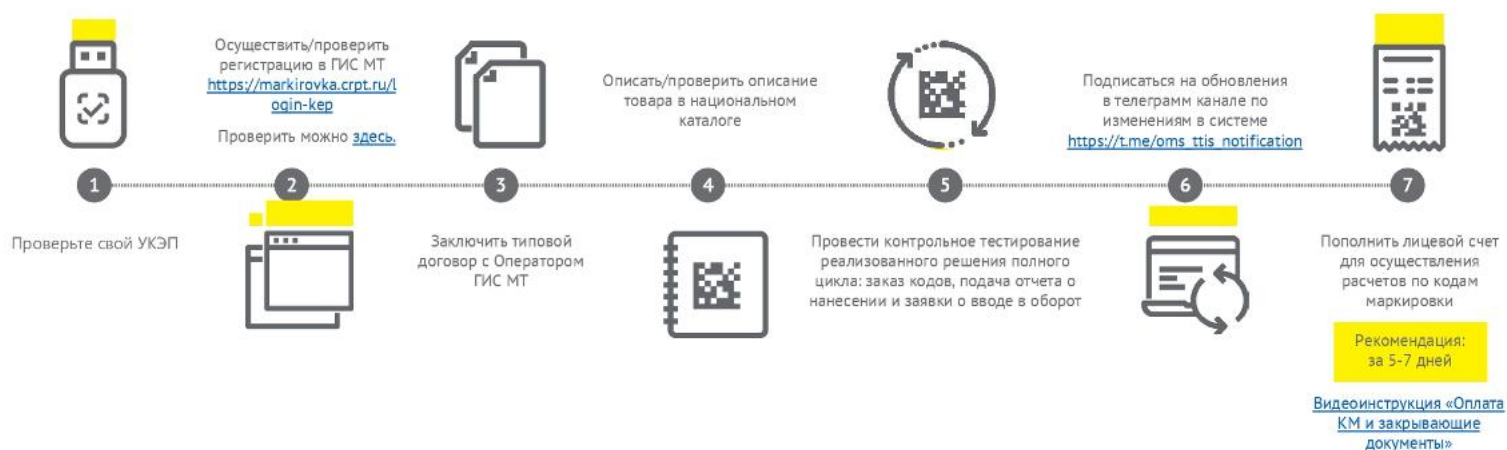 1
Проверьте свой УКЭП
Осуществить/проверить
регистрацию в ГИС МТ
https://markirovka.crpt.ru/l
ogin-kep
Проверить можно здесь.
2
3
Заключить типовой
договор с Оператором
ГИС МТ
Описать/проверить описание
товара в национальном
каталоге
4
5
Провести контрольное тестирование
реализованного решения полного
цикла: заказ кодов, подача отчета о
нанесении и заявки о вводе в оборот
Подписаться на обновления
в телеграмм канале по
изменениям в системе
https://t.me/oms_ttis_notification
6
7
Пополнить лицевой счет
для осуществления
расчетов по кодам
маркировки
Рекомендация:
за 5-7 дней
Видеоинструкция «Оплата
КМ и закрывающие
документы»